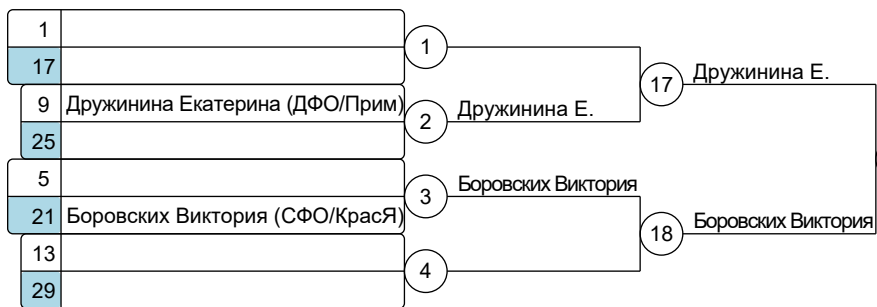 1
17
1
9 Дружинина Екатерина (ДФО/Прим)
25
2
Дружинина Е.
17
Дружинина Е.
5
21 Боровских Виктория (СФО/КрасЯ)
3
Боровских Виктория
13
29
4
18
Боровских Виктория